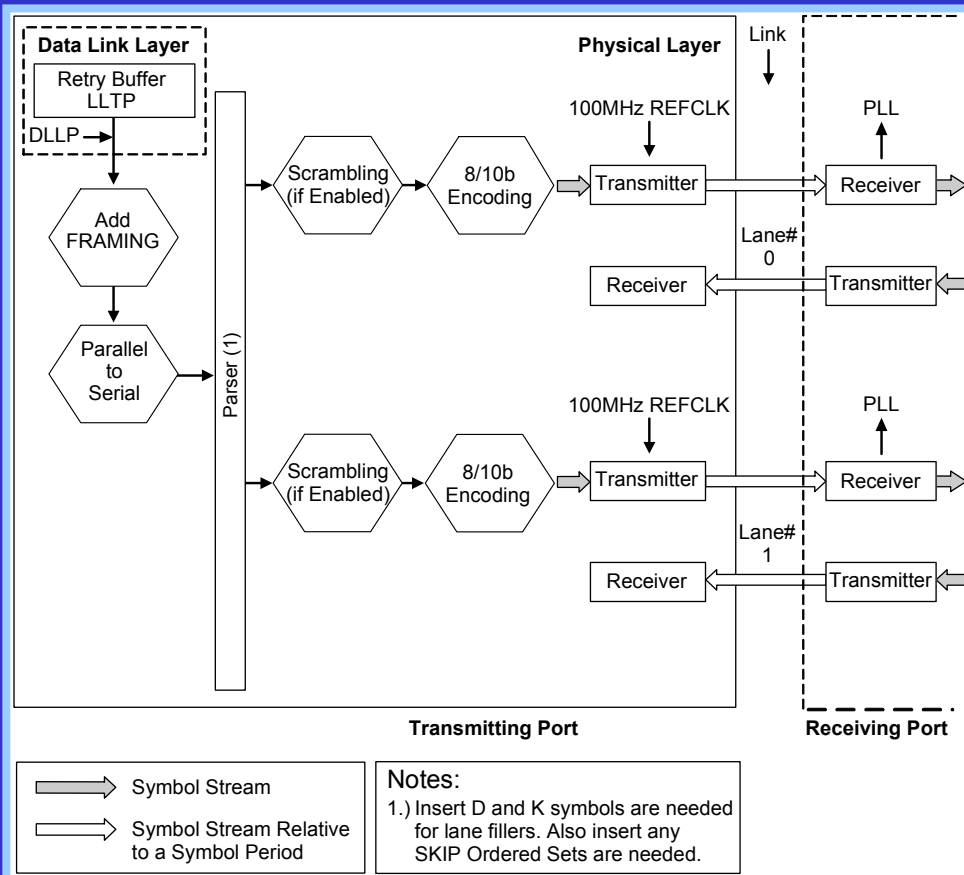 Data Link Layer
Retry Buffer
LLTP
DLLP
Add
FRAMING
Parallel
to
Serial
Parser (1)
Physical Layer
Link
100MHz REFCLK
PLL
Scrambling
(if Enabled)
8/10b
Encoding
Transmitter
Receiver
Lane#
0
Receiver
Transmitter
100MHz REFCLK
PLL
Scrambling
(if Enabled)
8/10b
Encoding
Transmitter
Receiver
Lane#
1
Receiver
Transmitter
Transmitting Port
Receiving Port
Symbol Stream
Symbol Stream Relative
to a Symbol Period
Notes:
1.) Insert D and K symbols are needed
for lane fillers. Also insert any
SKIP Ordered Sets are needed.